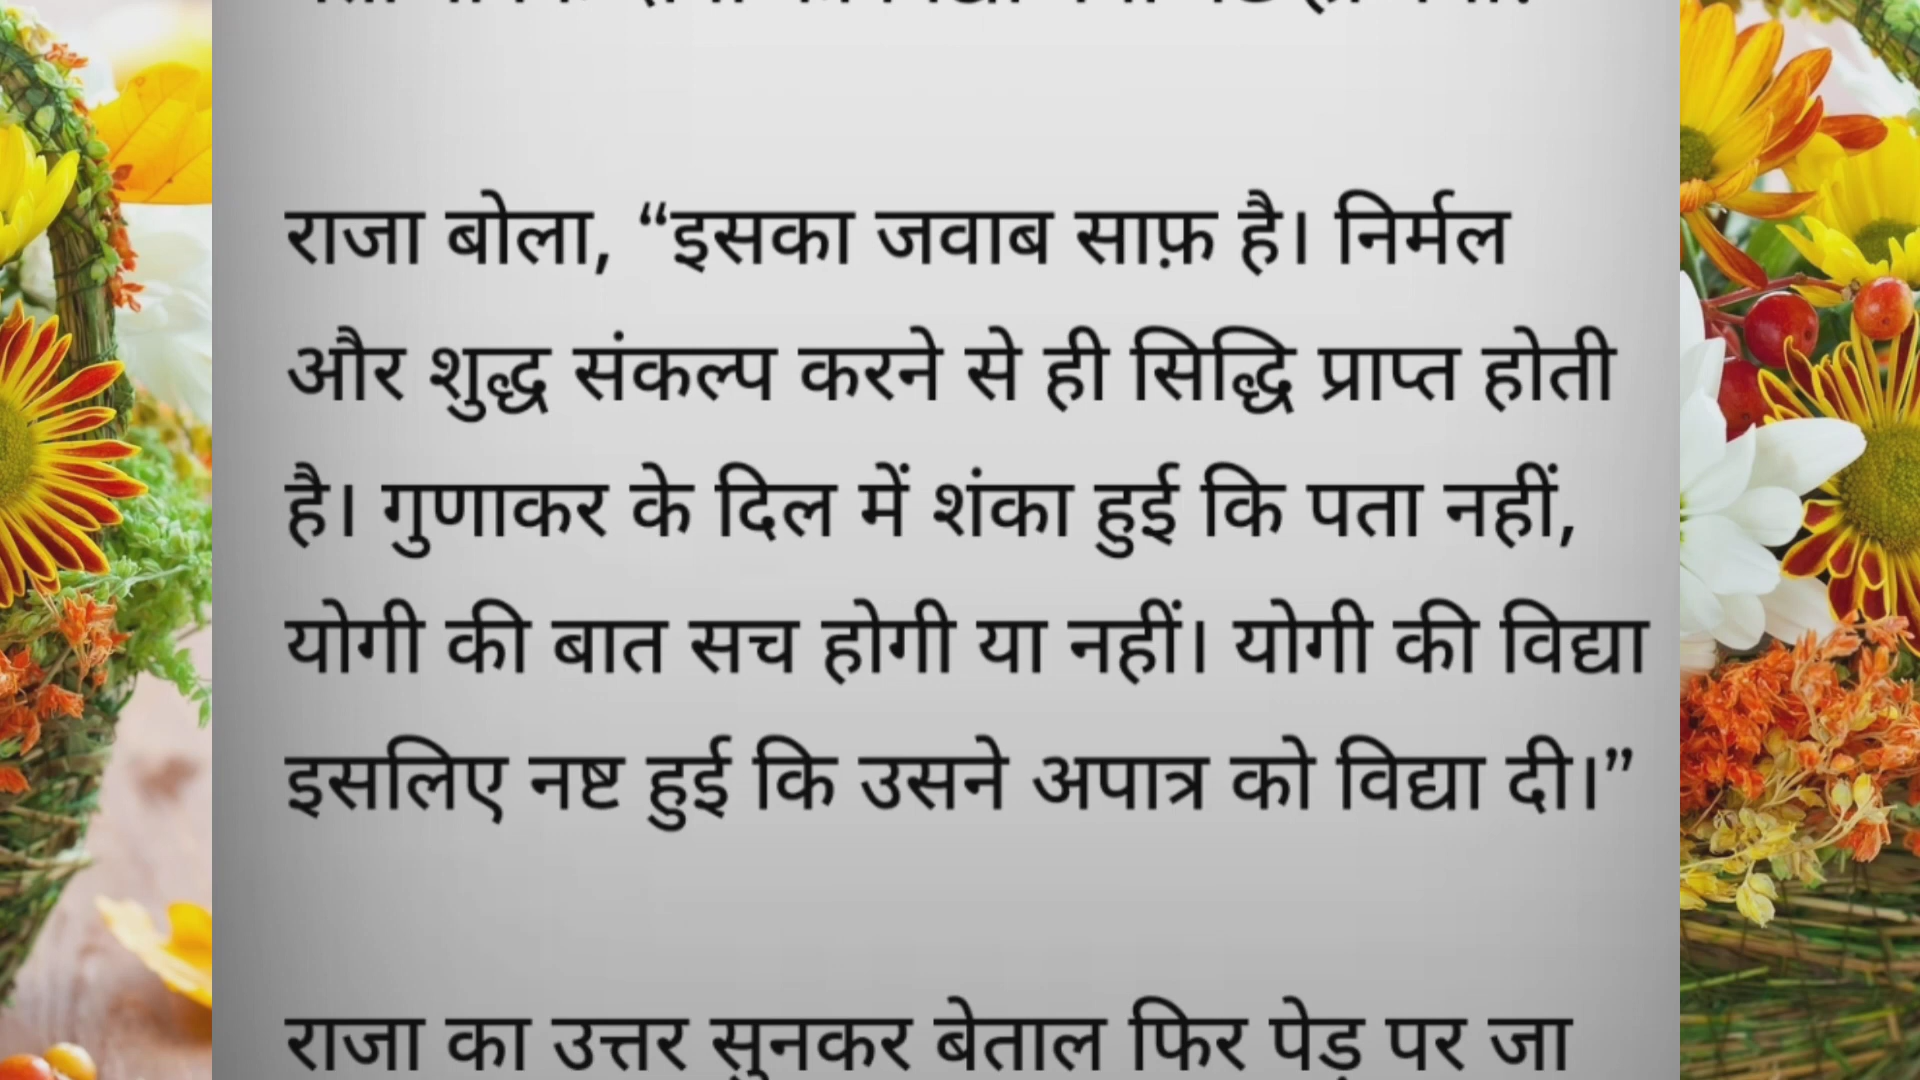 राजा बोला, “इसका जवाब साफ़ है। निर्मल
और शुद्ध संकल्प करने से ही सिद्धि प्राप्त होती
है। गुणाकर के दिल में शंका हुई कि पता नहीं,
योगी की बात सच होगी या नहीं। योगी की विद्या
इसलिए नष्ट हुई कि उसने अपात्र को विद्या दी।”
राजा का उत्तर सुनकर बेताल फिर पेड़ पर जा